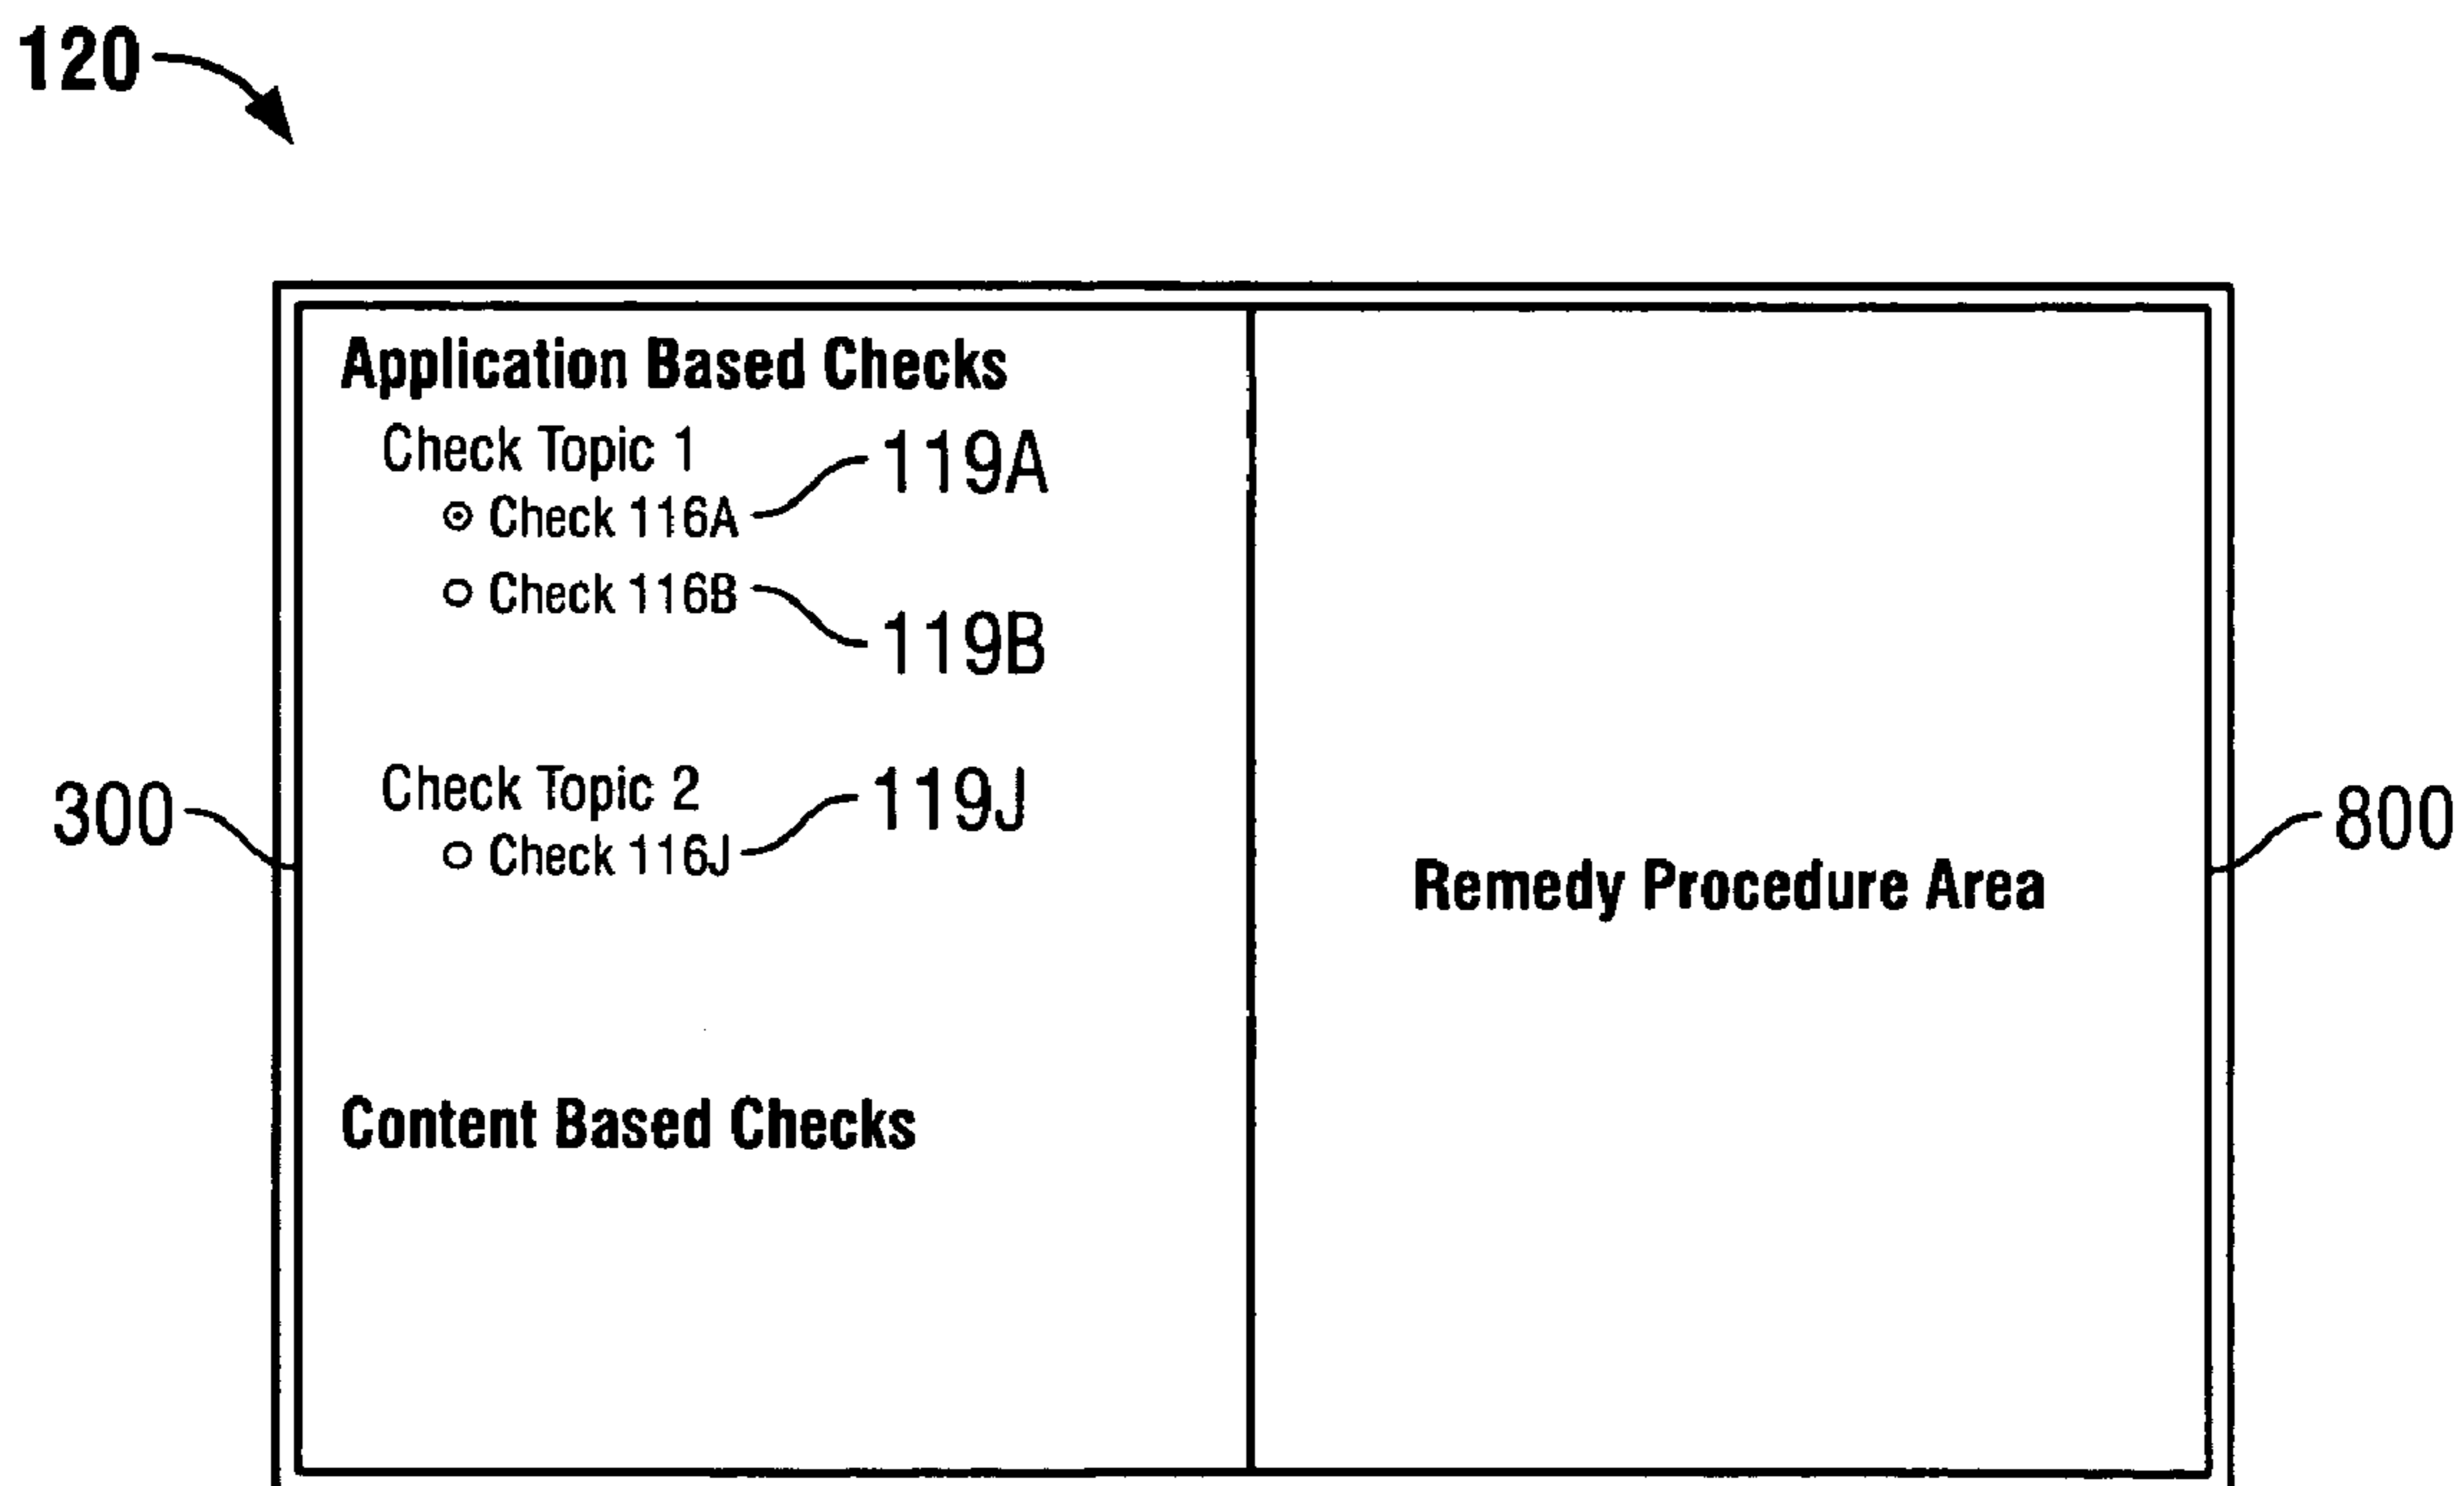 120
Application Based Checks
Check Topic 1
119A
Check 116A
Check 116B
119B
Check Topic 2
119J
Check 116J
300
800
Remedy Procedure Area
Content Based Checks